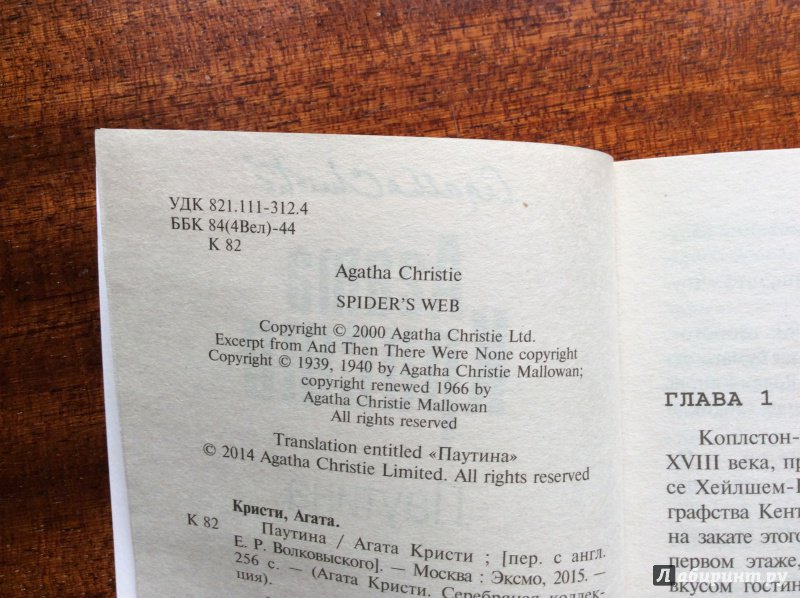 УДК 821.111-312.4
ББК 84(4Вел)-44
К 82
Agatha Christie
SPIDER'S WEB
Copyright © 2000 Agatha Christie Ltd.
Excerpt from And Then There Were None copyright
Copyright © 1939, 1940 by Agatha Christie Mallowan;
copyright renewed 1966 by
Agatha Christie Mallowan
All rights reserved
Translation entitled «Паутина»
© 2014 Agatha Christie Limited. All rights reserved
Кристи, Агата.
К 82 Паутина / Агата Кристи ; [пер. с англ.
Е. Р. Волковыского]. — Москва : Эксмо, 2015. —
256 с. — (Агата Кристи. Серебряная коллек-
ция).
ГЛАВА 1
Коплстон-
XVIII века, пр
се Хейлшем-
графства Кент
на закате этого
первом этаже,
вкусом гостин
Лабиринт.ру